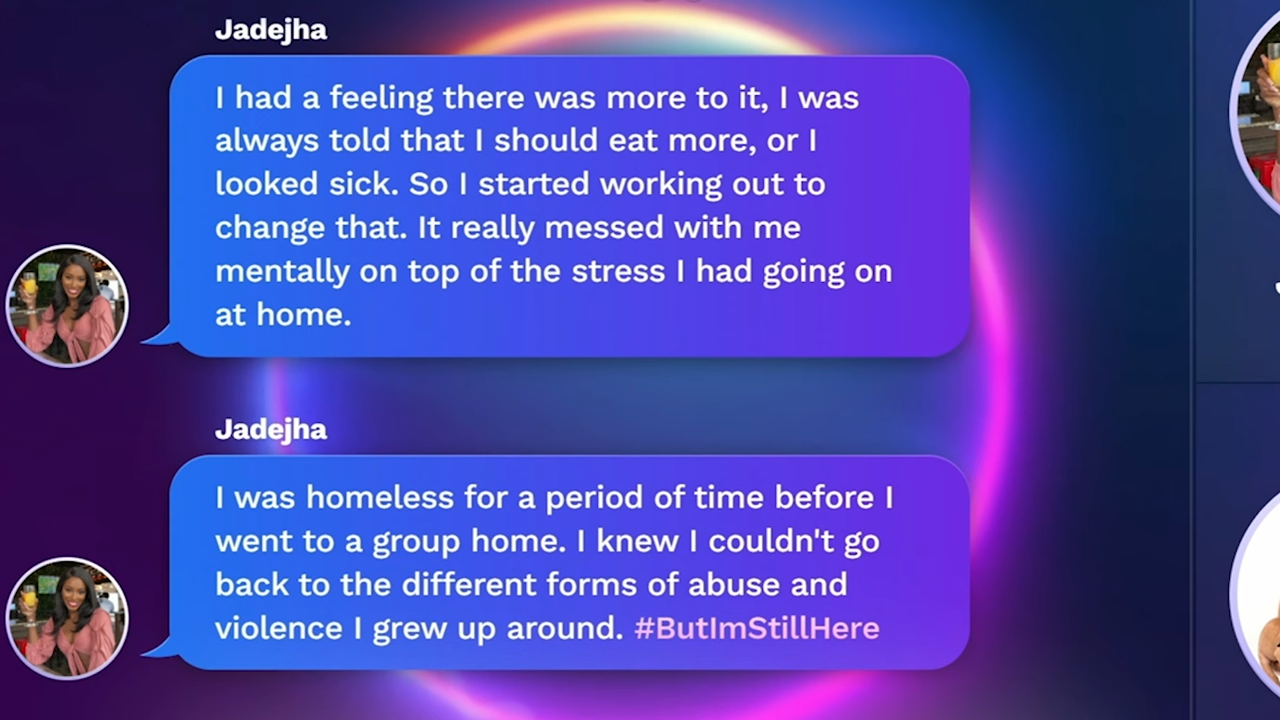 Jadejha
I had a feeling there was more to it, I was
always told that I should eat more, or I
looked sick. So I started working out to
change that. It really messed with me
mentally on top of the stress I had going on
at home.
Jadejha
I was homeless for a period of time before I
went to a group home. I knew I couldn't go
back to the different forms of abuse and
violence I grew up around. #ButImStillHere